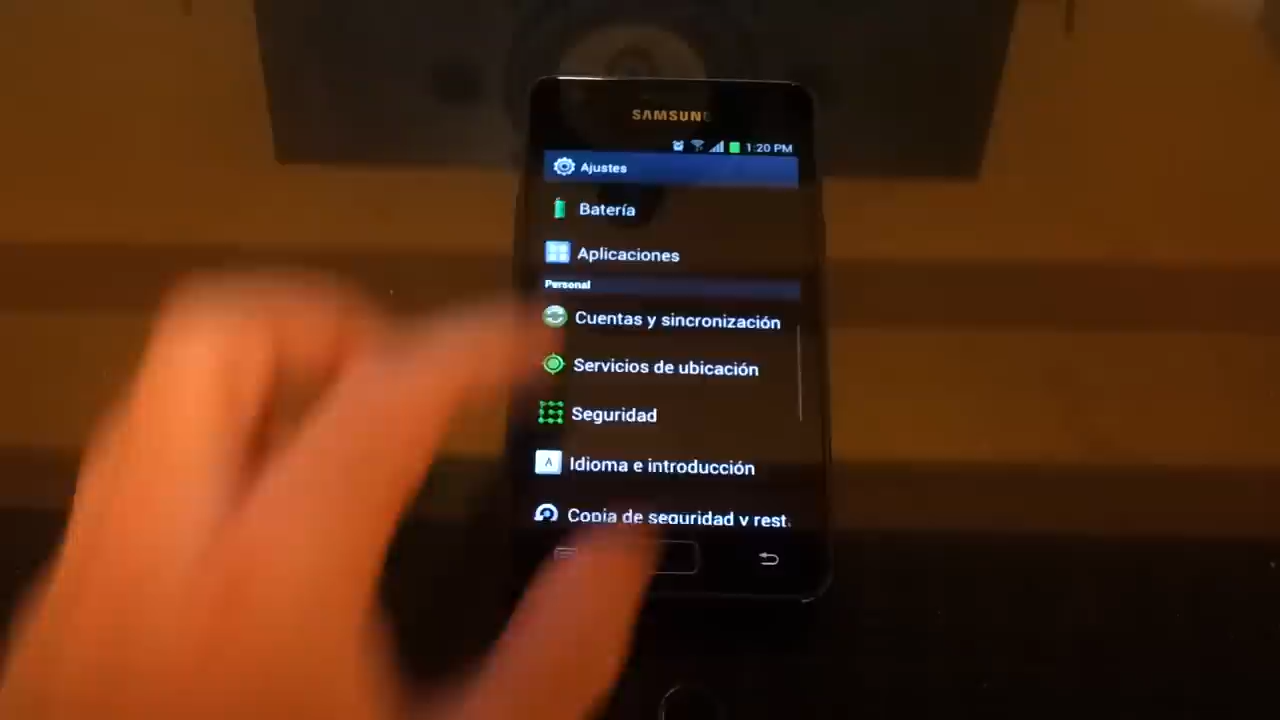 SAMSUNG
1:20 PM
Ajustes
Batería
Aplicaciones
Personal
Cuentas y sincronización
Servicios de ubicación
Seguridad
Idioma e introducción
Copia de seguridad y rest.